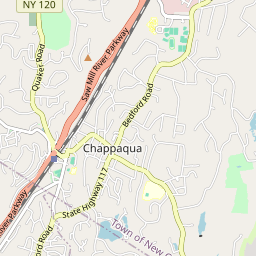 NY 120
Quaker Road
Saw Mill River Parkway
Bedford Road
Chappaqua
State Highway 117
Town of New